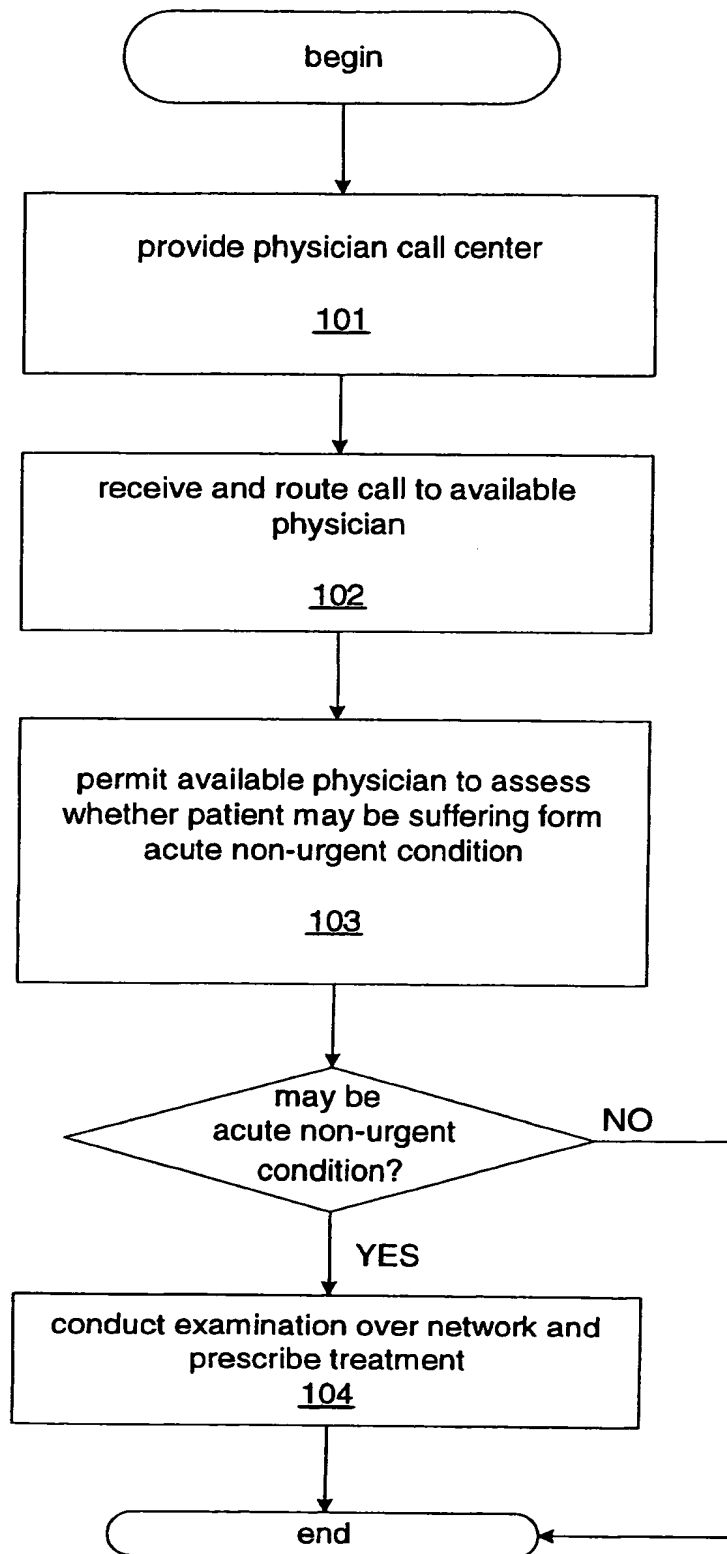 begin
provide physician call center
101
receive and route call to available
physician
102
permit available physician to assess
whether patient may be suffering form
acute non-urgent condition
103
may be
acute non-urgent
condition?
NO
YES
conduct examination over network and
prescribe treatment
104
end